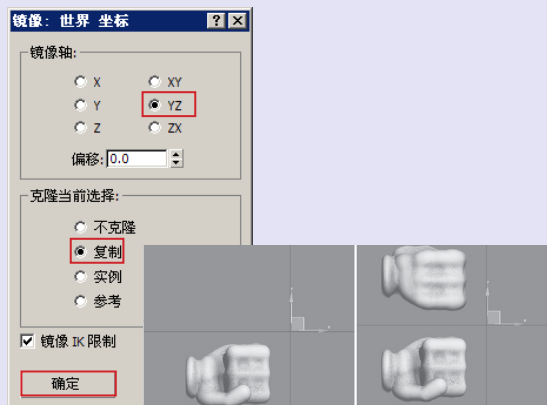 镜像: 世界 坐标
镜像轴:
X
XY
Y
YZ
Z
ZX
偏移: 0.0
克隆当前选择:
不克隆
复制
实例
参考
镜像 IK 限制
确定